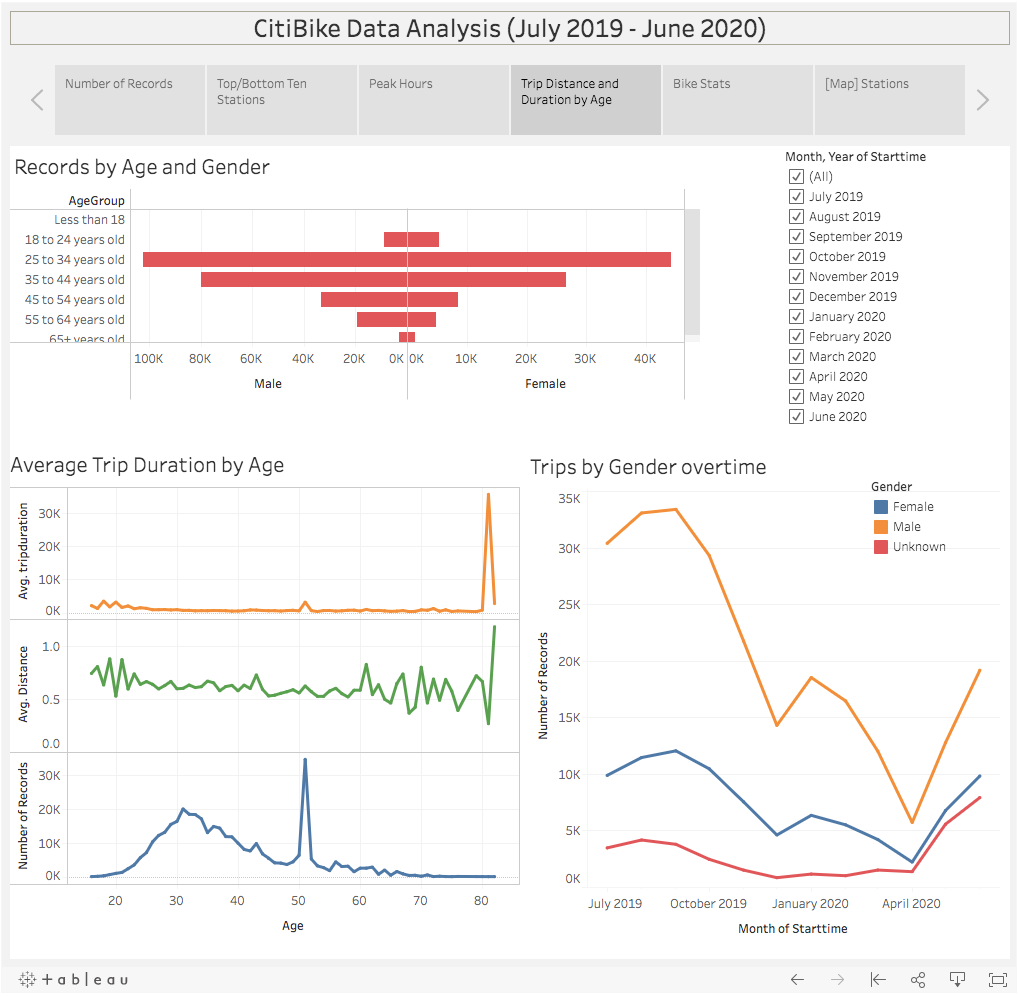 CitiBike Data Analysis (July 2019 - June 2020)
Number of Records
Top/Bottom Ten
Stations
Peak Hours
Trip Distance and
Duration by Age
Bike Stats
[Map] Stations
Records by Age and Gender
AgeGroup
Less than 18
18 to 24 years old
25 to 34 years old
35 to 44 years old
45 to 54 years old
55 to 64 years old
65+ years old
100K 80K 60K 40K 20K 0K 0K 10K 20K 30K 40K
Male Female
Month, Year of Starttime
(All)
July 2019
August 2019
September 2019
October 2019
November 2019
December 2019
January 2020
February 2020
March 2020
April 2020
May 2020
June 2020
Average Trip Duration by Age
Avg. tripduration
30K
20K
10K
0K
Avg. Distance
1.0
0.5
0.0
Number of Records
30K
20K
10K
0K
20 30 40 50 60 70 80
Age
Trips by Gender overtime
Gender
Female
Male
Unknown
Number of Records
35K
30K
25K
20K
15K
10K
5K
0K
July 2019 October 2019 January 2020 April 2020
Month of Starttime
+ a b l e a u